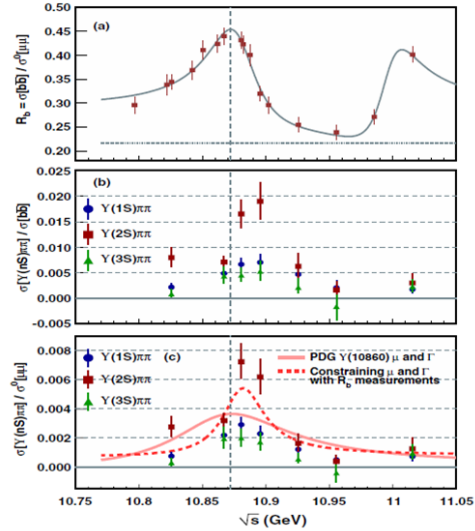 (a)
R_b = σ[bb̄] / σ⁰[μμ]
0.50
0.45
0.40
0.35
0.30
0.25
0.20
(b)
σ[ϒ(nS)ππ] / σ[bb̄]
0.025
0.020
0.015
0.010
0.005
0.000
-0.005
ϒ(1S)ππ
ϒ(2S)ππ
ϒ(3S)ππ
(c)
σ[ϒ(nS)ππ] / σ⁰[μμ]
0.008
0.006
0.004
0.002
0.000
ϒ(1S)ππ
ϒ(2S)ππ
ϒ(3S)ππ
PDG ϒ(10860) μ and Γ
Constraining μ and Γ
with R_b measurements
10.75 10.8 10.85 10.9 10.95 11 11.05
√s (GeV)